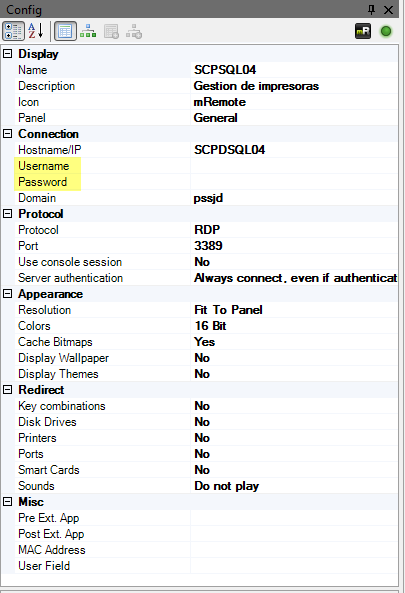 Config
A
Z
mR
Display
Name SCPSQL04
Description Gestion de impresoras
Icon mRemote
Panel General
Connection
Hostname/IP SCPDSQL04
Username
Password
Domain pssjd
Protocol
Protocol RDP
Port 3389
Use console session No
Server authentication Always connect, even if authenticat
Appearance
Resolution Fit To Panel
Colors 16 Bit
Cache Bitmaps Yes
Display Wallpaper No
Display Themes No
Redirect
Key combinations No
Disk Drives No
Printers No
Ports No
Smart Cards No
Sounds Do not play
Misc
Pre Ext. App
Post Ext. App
MAC Address
User Field